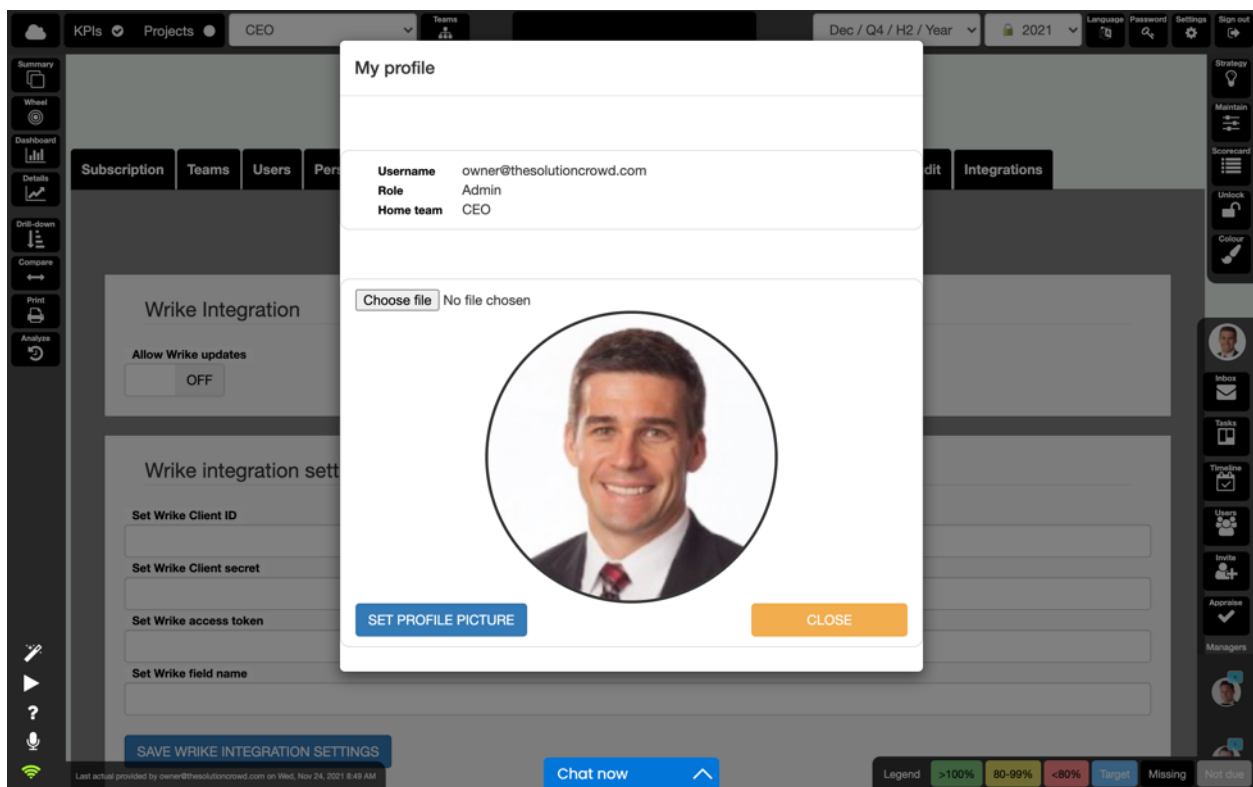 KPIs Projects CEO Teams Dec / Q4 / H2 / Year 2021 Language Password Settings Sign out
Summary
Wheel
Dashboard
Details
Drill-down
Compare
Print
Analyze
Subscription Teams Users Pers dit Integrations
My profile
Username owner@thesolutioncrowd.com
Role Admin
Home team CEO
Choose file No file chosen
SET PROFILE PICTURE CLOSE
Wrike Integration
Allow Wrike updates
OFF
Wrike integration sett
Set Wrike Client ID
Set Wrike Client secret
Set Wrike access token
Set Wrike field name
SAVE WRIKE INTEGRATION SETTINGS
Strategy
Maintain
Scorecard
Unlock
Colour
Inbox
Tasks
Timeline
Users
Invite
Appraise
Managers
?
Last actual provided by owner@thesolutioncrowd.com on Wed, Nov 24, 2021 8:49 AM
Chat now
Legend >100% 80-99% <80% Target Missing Not due